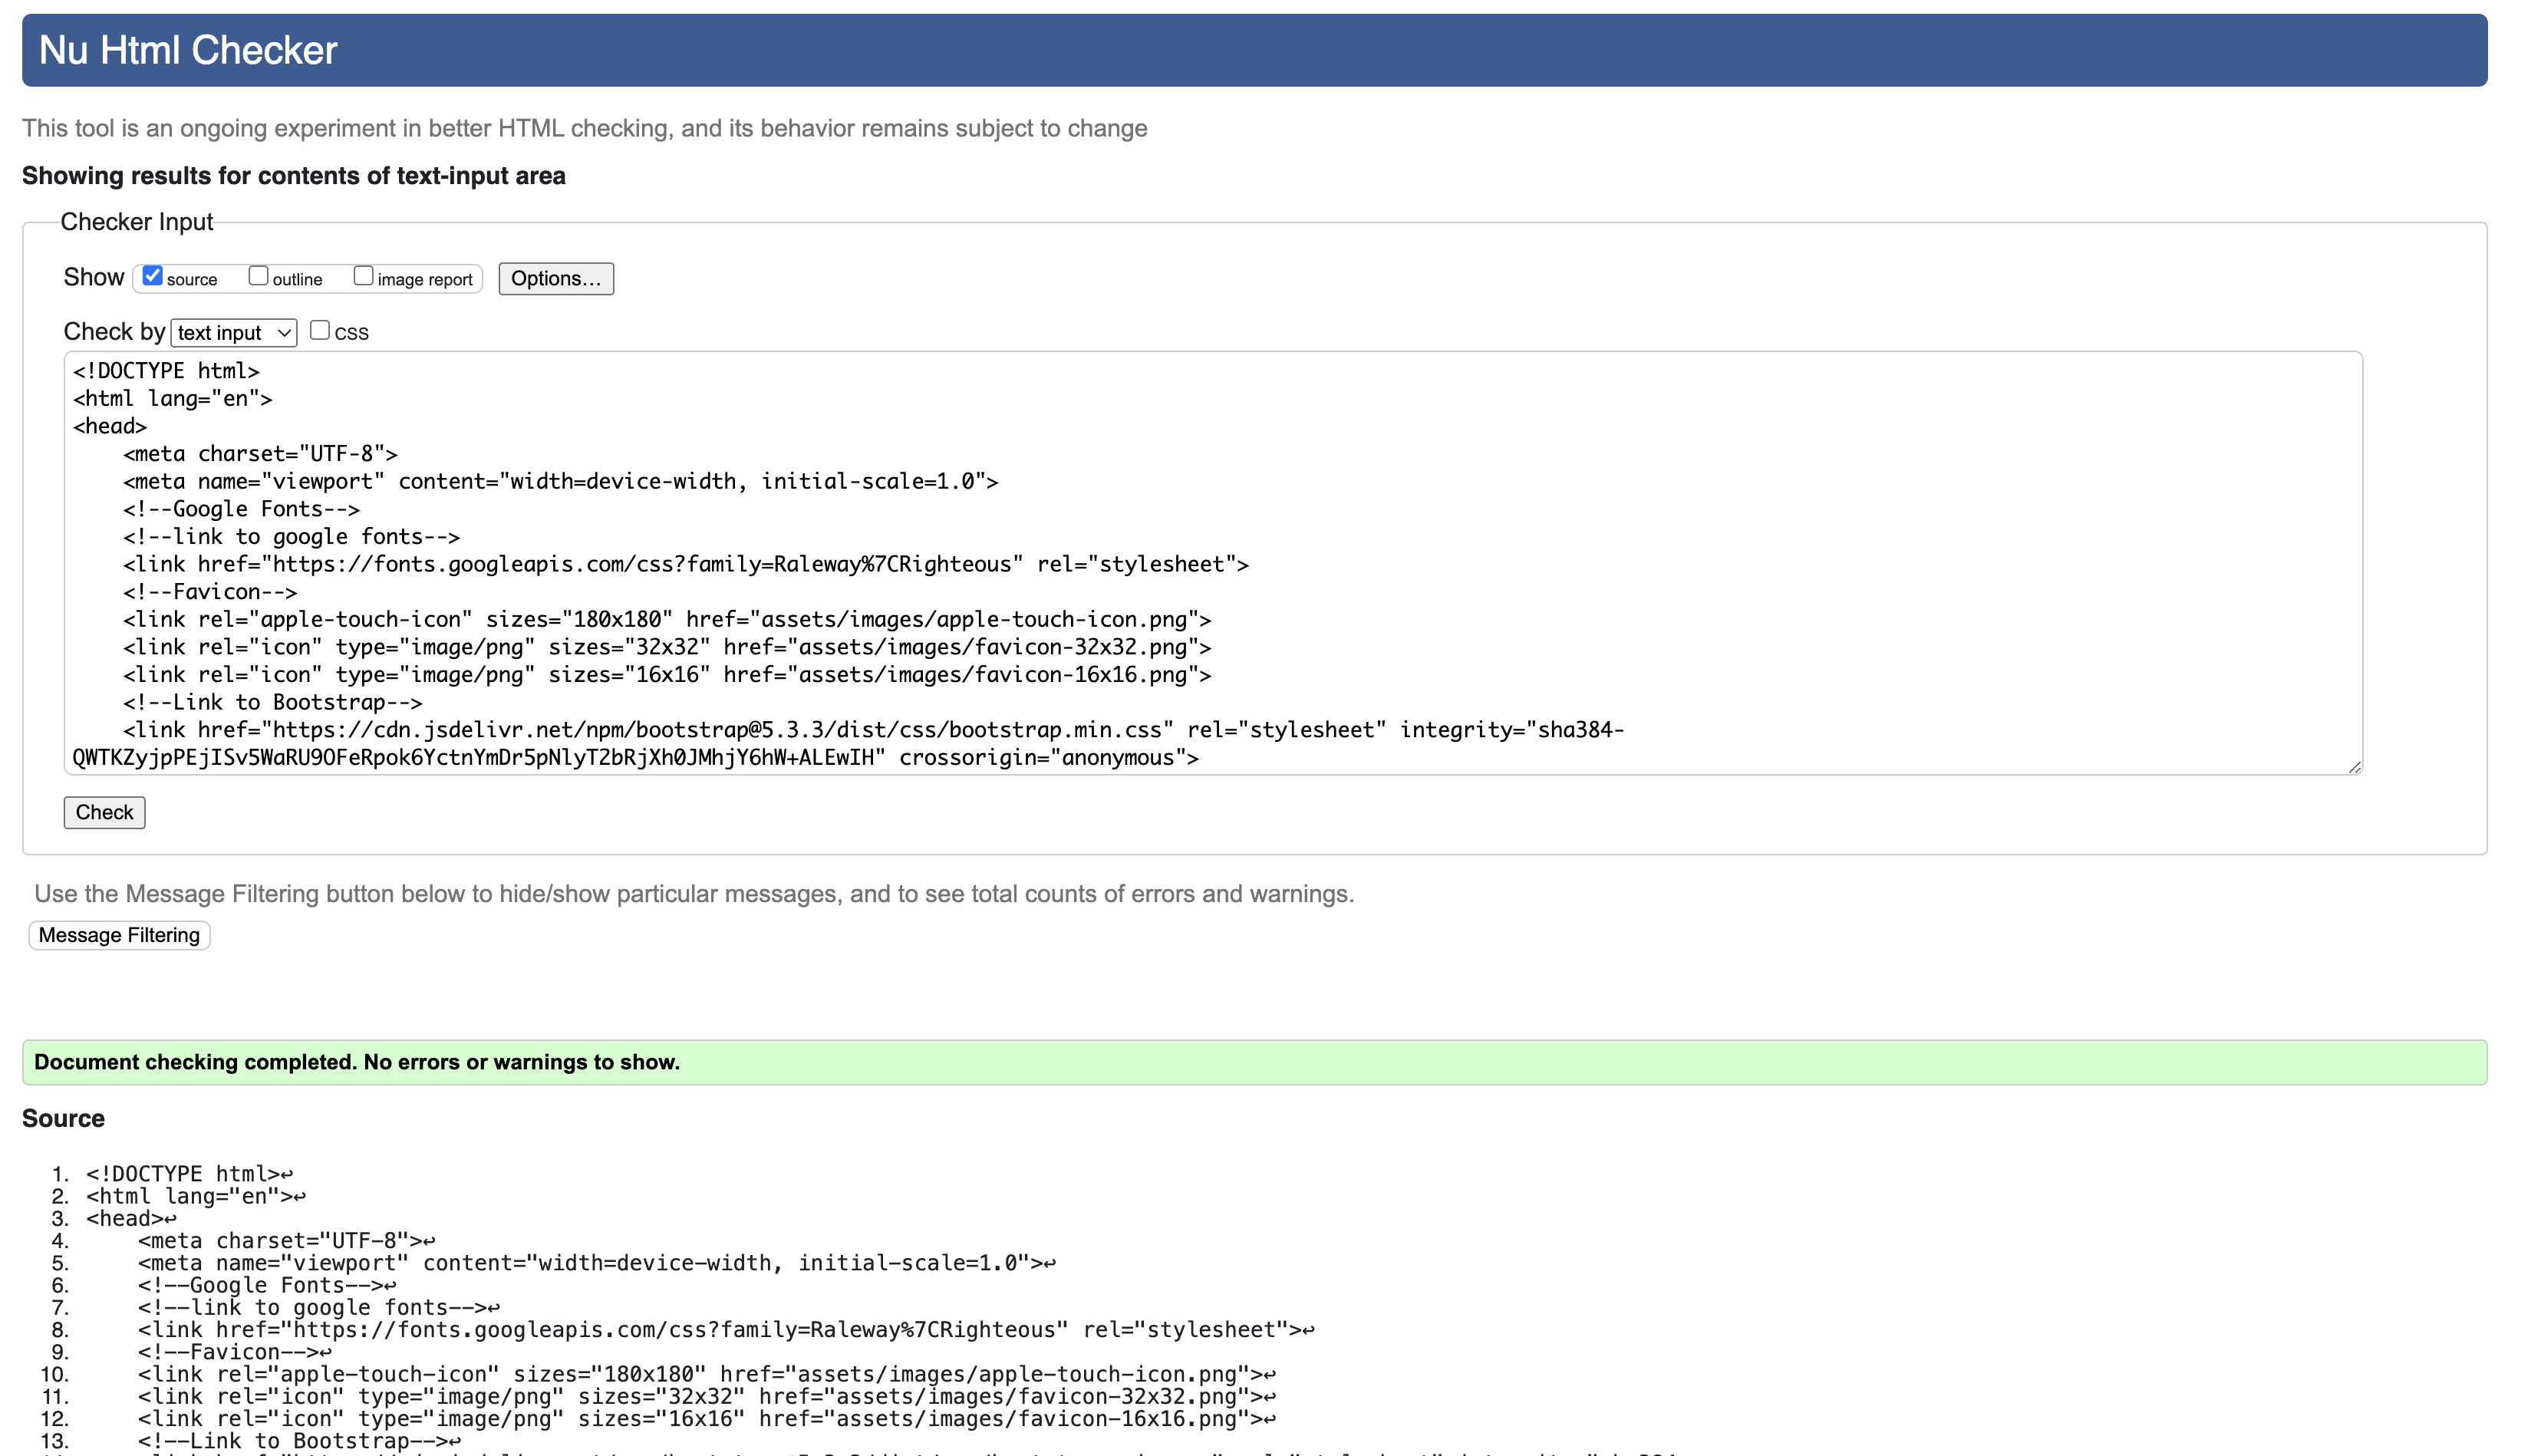 Nu Html Checker
This tool is an ongoing experiment in better HTML checking, and its behavior remains subject to change
Showing results for contents of text-input area
Checker Input
Show source outline image report Options…
Check by text input CSS
<!DOCTYPE html>
<html lang="en">
<head>
    <meta charset="UTF-8">
    <meta name="viewport" content="width=device-width, initial-scale=1.0">
    <!--Google Fonts-->
    <!--link to google fonts-->
    <link href="https://fonts.googleapis.com/css?family=Raleway%7CRighteous" rel="stylesheet">
    <!--Favicon-->
    <link rel="apple-touch-icon" sizes="180x180" href="assets/images/apple-touch-icon.png">
    <link rel="icon" type="image/png" sizes="32x32" href="assets/images/favicon-32x32.png">
    <link rel="icon" type="image/png" sizes="16x16" href="assets/images/favicon-16x16.png">
    <!--Link to Bootstrap-->
    <link href="https://cdn.jsdelivr.net/npm/bootstrap@5.3.3/dist/css/bootstrap.min.css" rel="stylesheet" integrity="sha384-
QWTKZyjpPEjISv5WaRU9OFeRpok6YctnYmDr5pNlyT2bRjXh0JMhjY6hW+ALEwIH" crossorigin="anonymous">
Check
Use the Message Filtering button below to hide/show particular messages, and to see total counts of errors and warnings.
Message Filtering
Document checking completed. No errors or warnings to show.
Source
1. <!DOCTYPE html>↩
2. <html lang="en">↩
3. <head>↩
4.     <meta charset="UTF-8">↩
5.     <meta name="viewport" content="width=device-width, initial-scale=1.0">↩
6.     <!--Google Fonts-->↩
7.     <!--link to google fonts-->↩
8.     <link href="https://fonts.googleapis.com/css?family=Raleway%7CRighteous" rel="stylesheet">↩
9.     <!--Favicon-->↩
10.     <link rel="apple-touch-icon" sizes="180x180" href="assets/images/apple-touch-icon.png">↩
11.     <link rel="icon" type="image/png" sizes="32x32" href="assets/images/favicon-32x32.png">↩
12.     <link rel="icon" type="image/png" sizes="16x16" href="assets/images/favicon-16x16.png">↩
13.     <!--Link to Bootstrap-->↩